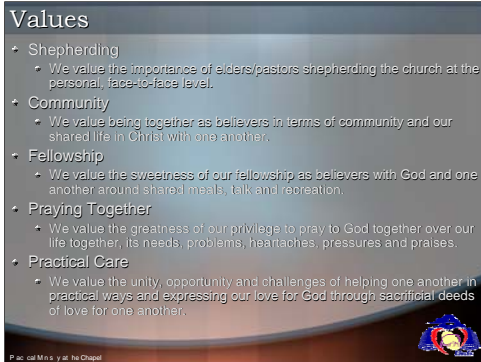 Values
Shepherding
We value the importance of elders/pastors shepherding the church at the
personal, face-to-face level.
Community
We value being together as believers in terms of community and our
shared life in Christ with one another.
Fellowship
We value the sweetness of our fellowship as believers with God and one
another around shared meals, talk and recreation.
Praying Together
We value the greatness of our privilege to pray to God together over our
life together, its needs, problems, heartaches, pressures and praises.
Practical Care
We value the unity, opportunity and challenges of helping one another in
practical ways and expressing our love for God through sacrificial deeds
of love for one another.
P ac cal M n s y at he Chapel